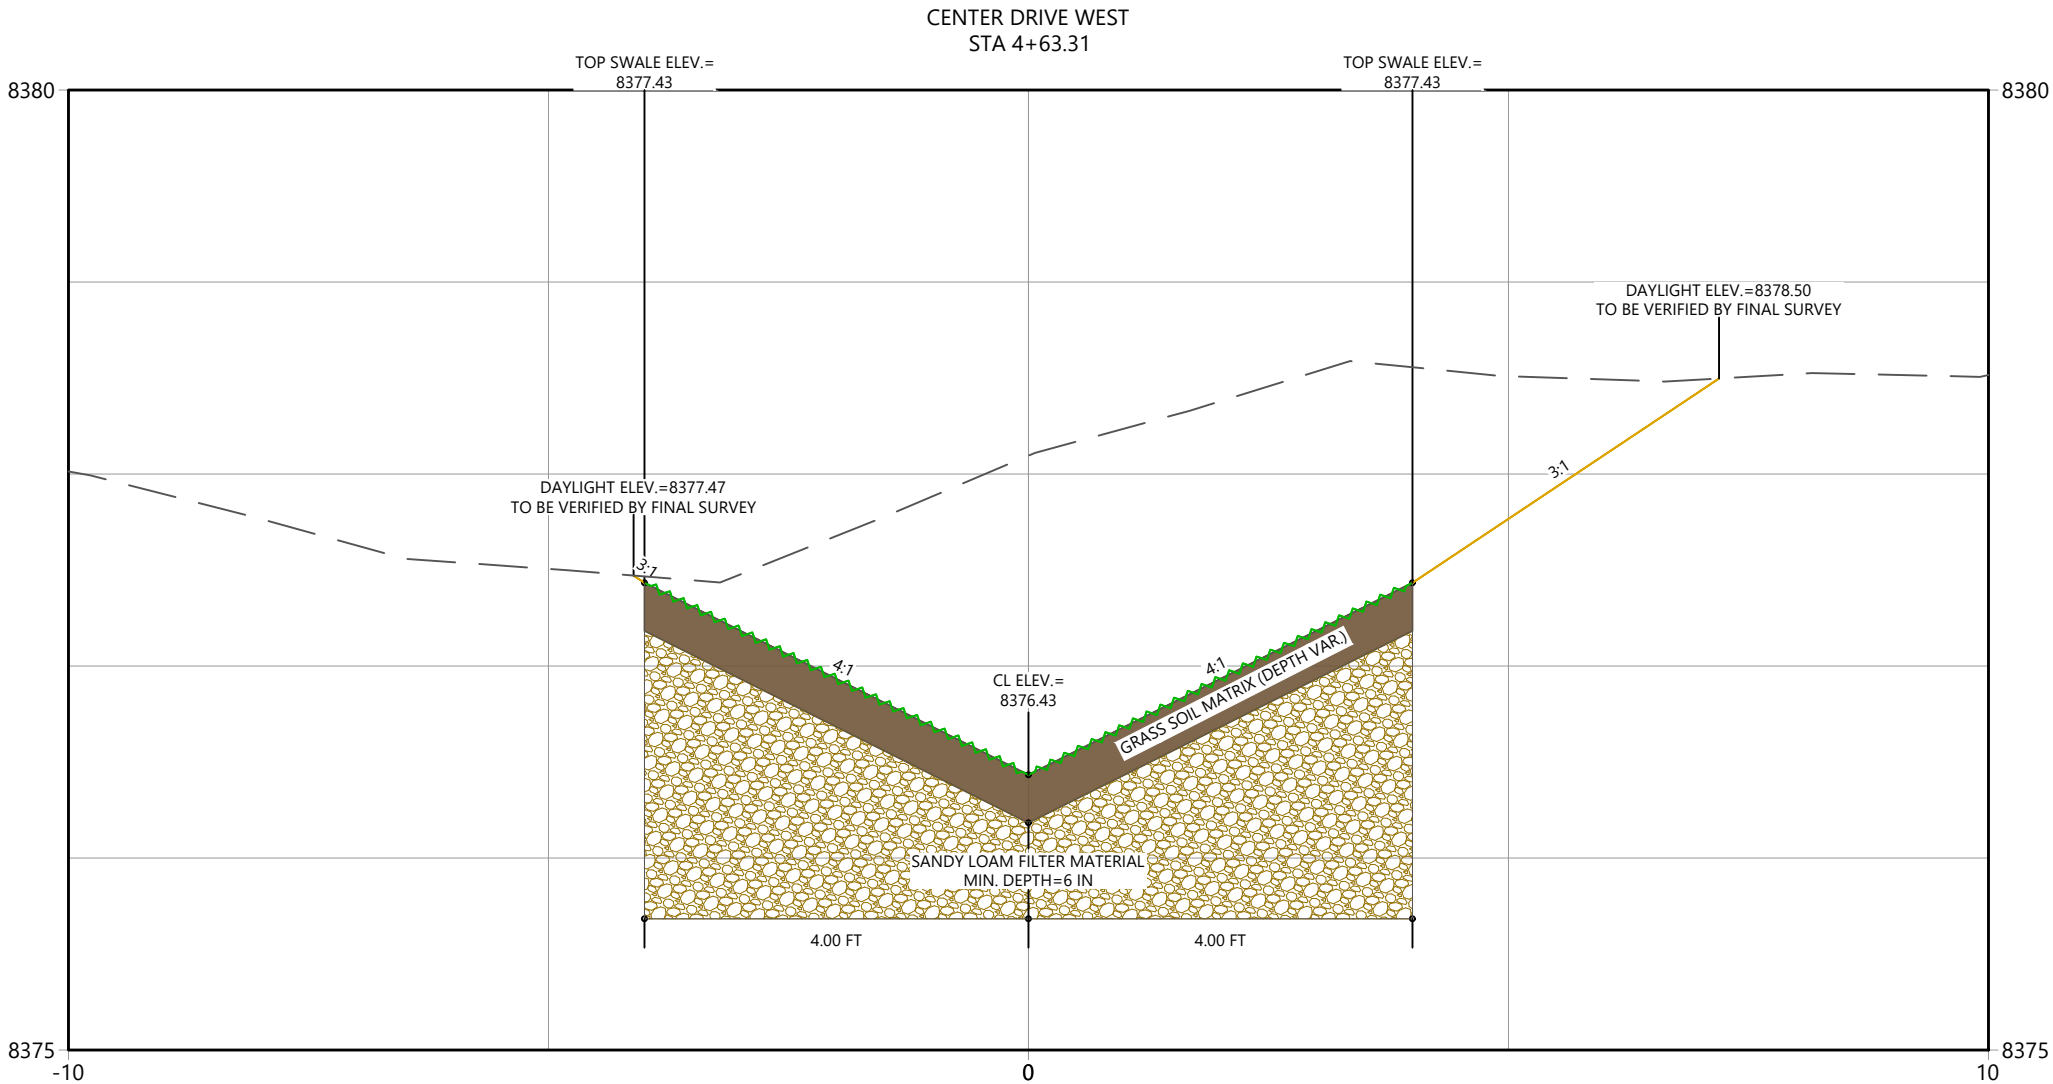 CENTER DRIVE WEST
STA 4+63.31
TOP SWALE ELEV.=
8377.43
TOP SWALE ELEV.=
8377.43
8380
8380
DAYLIGHT ELEV.=8378.50
TO BE VERIFIED BY FINAL SURVEY
3:1
DAYLIGHT ELEV.=8377.47
TO BE VERIFIED BY FINAL SURVEY
3:1
4:1
4:1
CL ELEV.=
8376.43
GRASS SOIL MATRIX (DEPTH VAR.)
SANDY LOAM FILTER MATERIAL
MIN. DEPTH=6 IN
4.00 FT
4.00 FT
8375
8375
-10
0
10